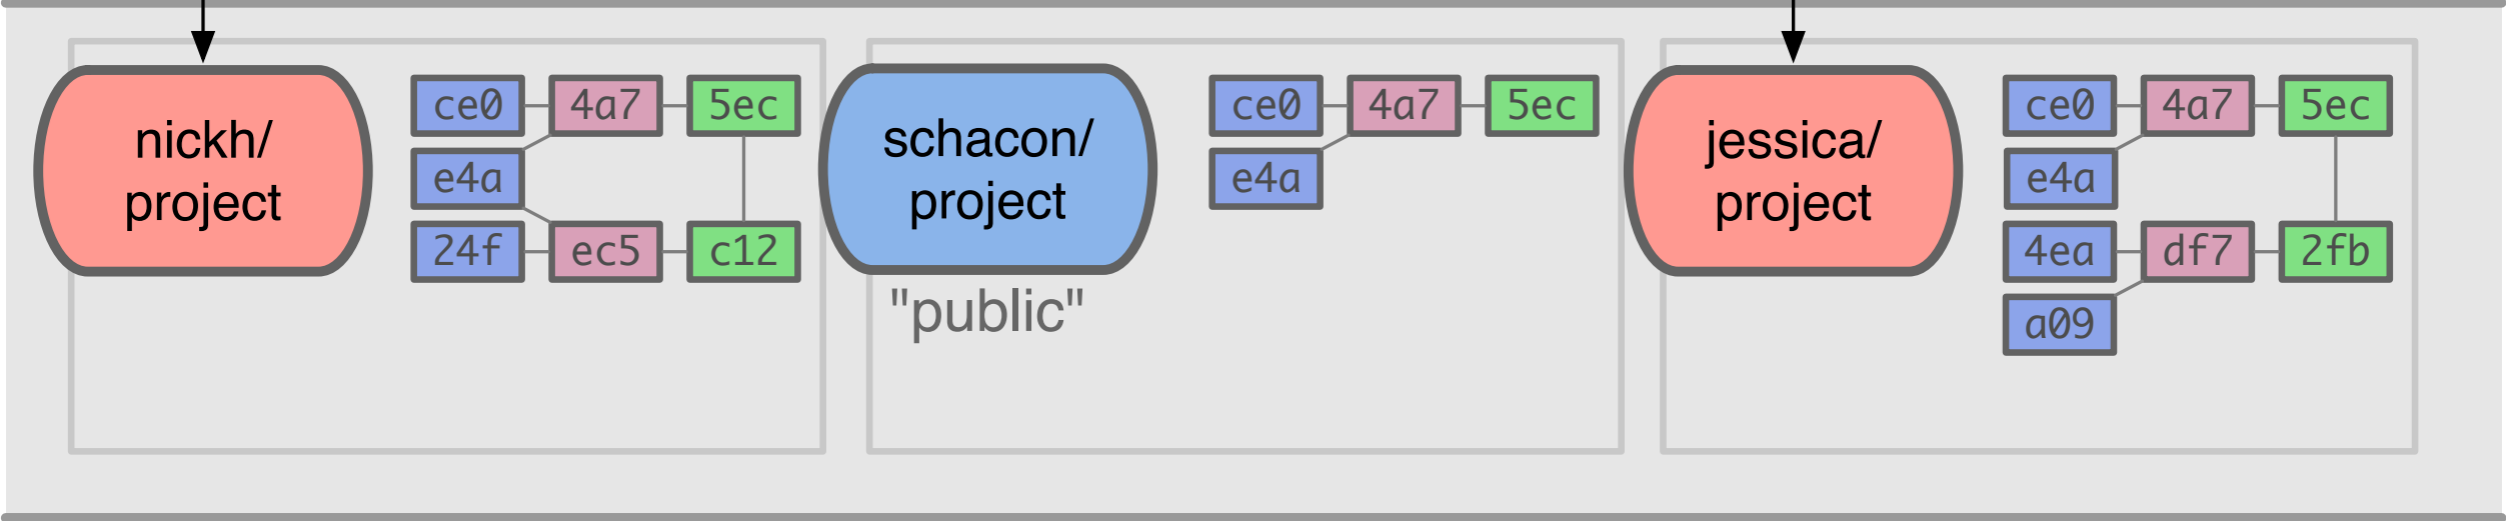 nickh/
project
ce0 4a7 5ec
e4a
24f ec5 c12
schacon/
project
"public"
ce0 4a7 5ec
e4a
jessica/
project
ce0 4a7 5ec
e4a
4ea df7 2fb
a09